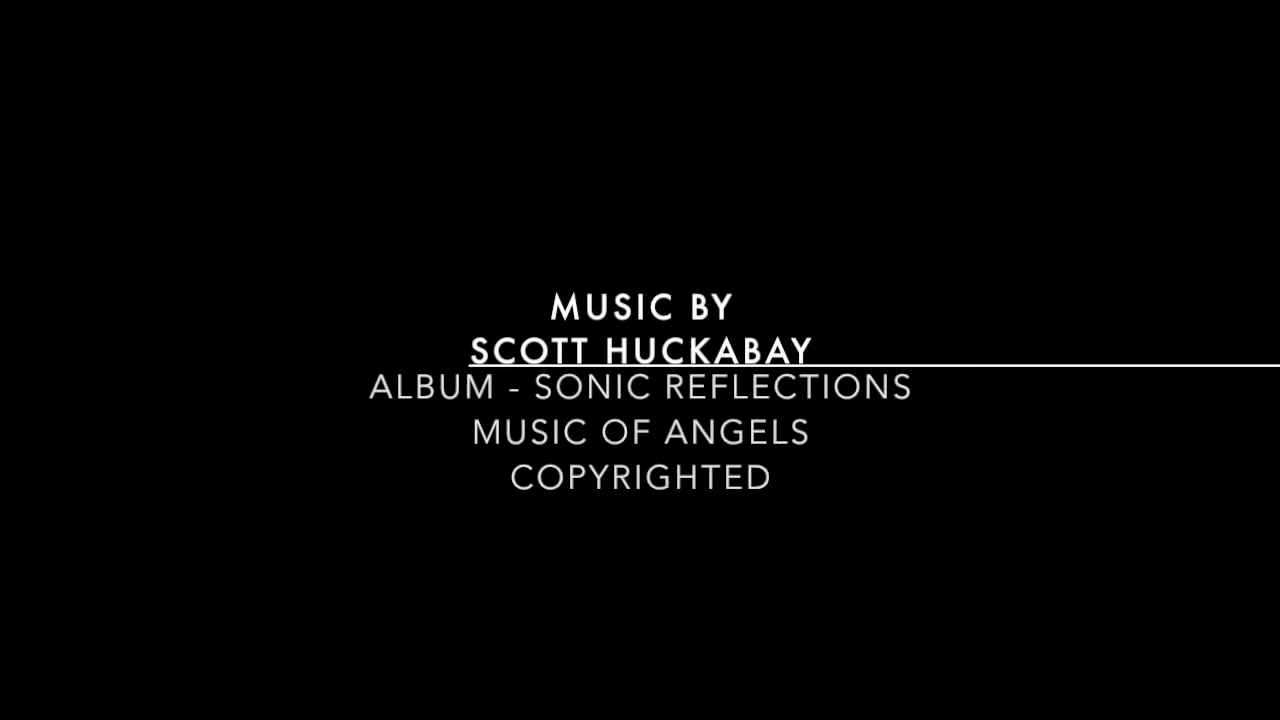 MUSIC BY
SCOTT HUCKABAY
ALBUM - SONIC REFLECTIONS
MUSIC OF ANGELS
COPYRIGHTED